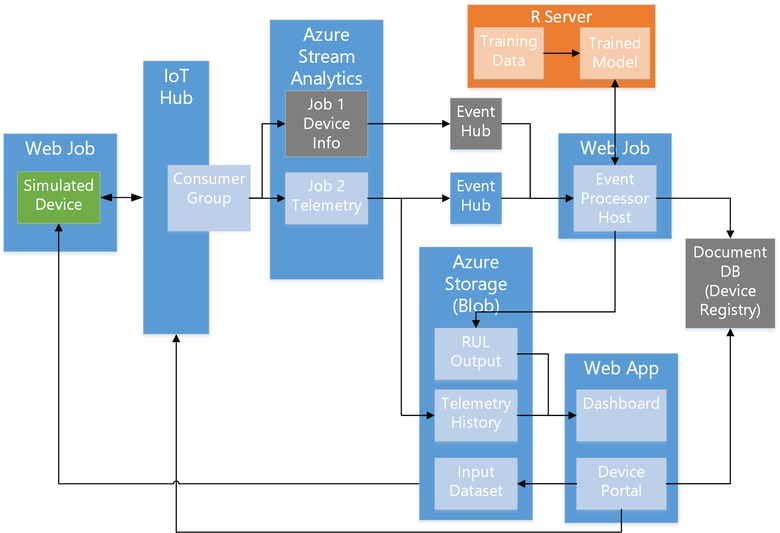 R Server
Training
Data
Trained
Model
Azure
Stream
Analytics
IoT
Hub
Job 1
Device
Info
Event
Hub
Web Job
Simulated
Device
Consumer
Group
Job 2
Telemetry
Event
Hub
Web Job
Event
Processor
Host
Document
DB
(Device
Registry)
Azure
Storage
(Blob)
RUL
Output
Telemetry
History
Input
Dataset
Web App
Dashboard
Device
Portal